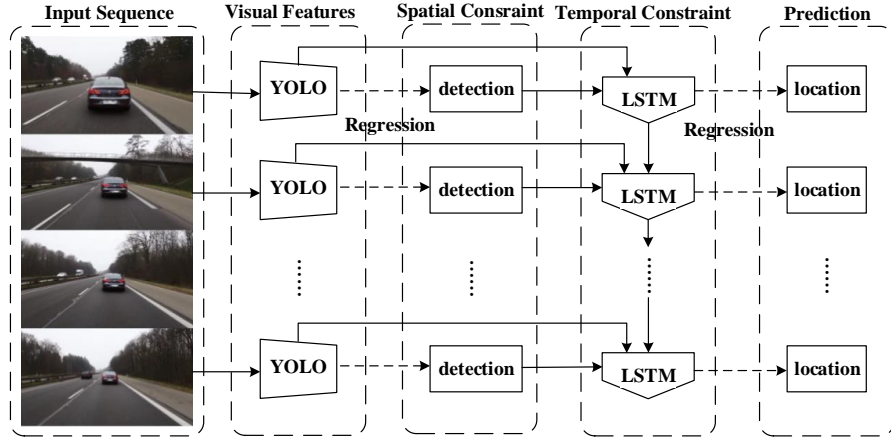 Input Sequence Visual Features Spatial Consraint Temporal Constraint Prediction
YOLO detection LSTM location
Regression Regression
YOLO detection LSTM location
YOLO detection LSTM location